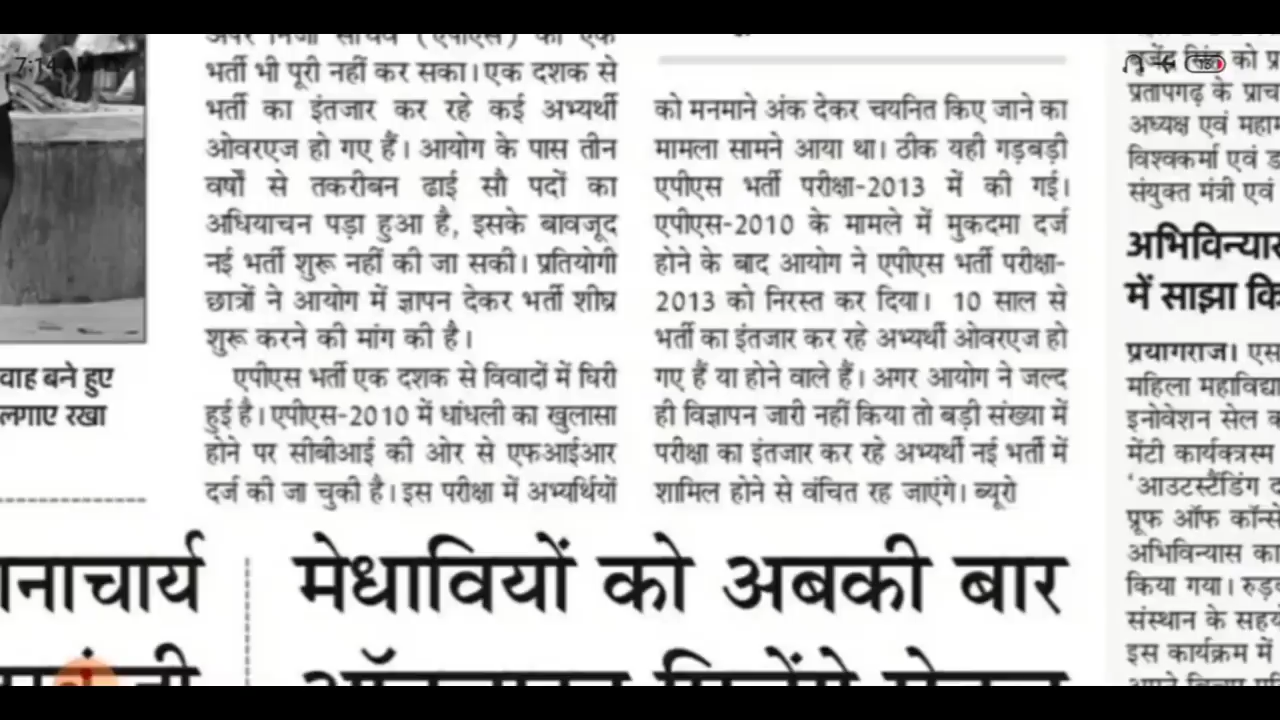 7:14
भर्ती भी पूरी नहीं कर सका। एक दशक से
भर्ती का इंतजार कर रहे कई अभ्यर्थी
ओवरएज हो गए हैं। आयोग के पास तीन
वर्षों से तकरीबन ढाई सौ पदों का
अधियाचन पड़ा हुआ है, इसके बावजूद
नई भर्ती शुरू नहीं की जा सकी। प्रतियोगी
छात्रों ने आयोग में ज्ञापन देकर भर्ती शीघ्र
शुरू करने की मांग की है।
एपीएस भर्ती एक दशक से विवादों में घिरी
हुई है। एपीएस-2010 में धांधली का खुलासा
होने पर सीबीआई की ओर से एफआईआर
दर्ज की जा चुकी है। इस परीक्षा में अभ्यर्थियों
को मनमाने अंक देकर चयनित किए जाने का
मामला सामने आया था। ठीक यही गड़बड़ी
एपीएस भर्ती परीक्षा-2013 में की गई।
एपीएस-2010 के मामले में मुकदमा दर्ज
होने के बाद आयोग ने एपीएस भर्ती परीक्षा-
2013 को निरस्त कर दिया। 10 साल से
भर्ती का इंतजार कर रहे अभ्यर्थी ओवरएज हो
गए हैं या होने वाले हैं। अगर आयोग ने जल्द
ही विज्ञापन जारी नहीं किया तो बड़ी संख्या में
परीक्षा का इंतजार कर रहे अभ्यर्थी नई भर्ती में
शामिल होने से वंचित रह जाएंगे। ब्यूरो
वाह बने हुए
लगाए रखा
नाचार्य
मेधावियों को अबकी बार
को प्र
प्रतापगढ़ के प्राच
अध्यक्ष एवं महाम
विश्वकर्मा एवं ड
संयुक्त मंत्री एवं
अभिविन्यास
में साझा कि
प्रयागराज। एस
महिला महाविद्या
इनोवेशन सेल क
मेंटी कार्यक्त्रस्म
'आउटस्टैंडिंग द
प्रूफ ऑफ कॉन्से
अभिविन्यास का
किया गया। रुड़
संस्थान के सहय
इस कार्यक्रम में